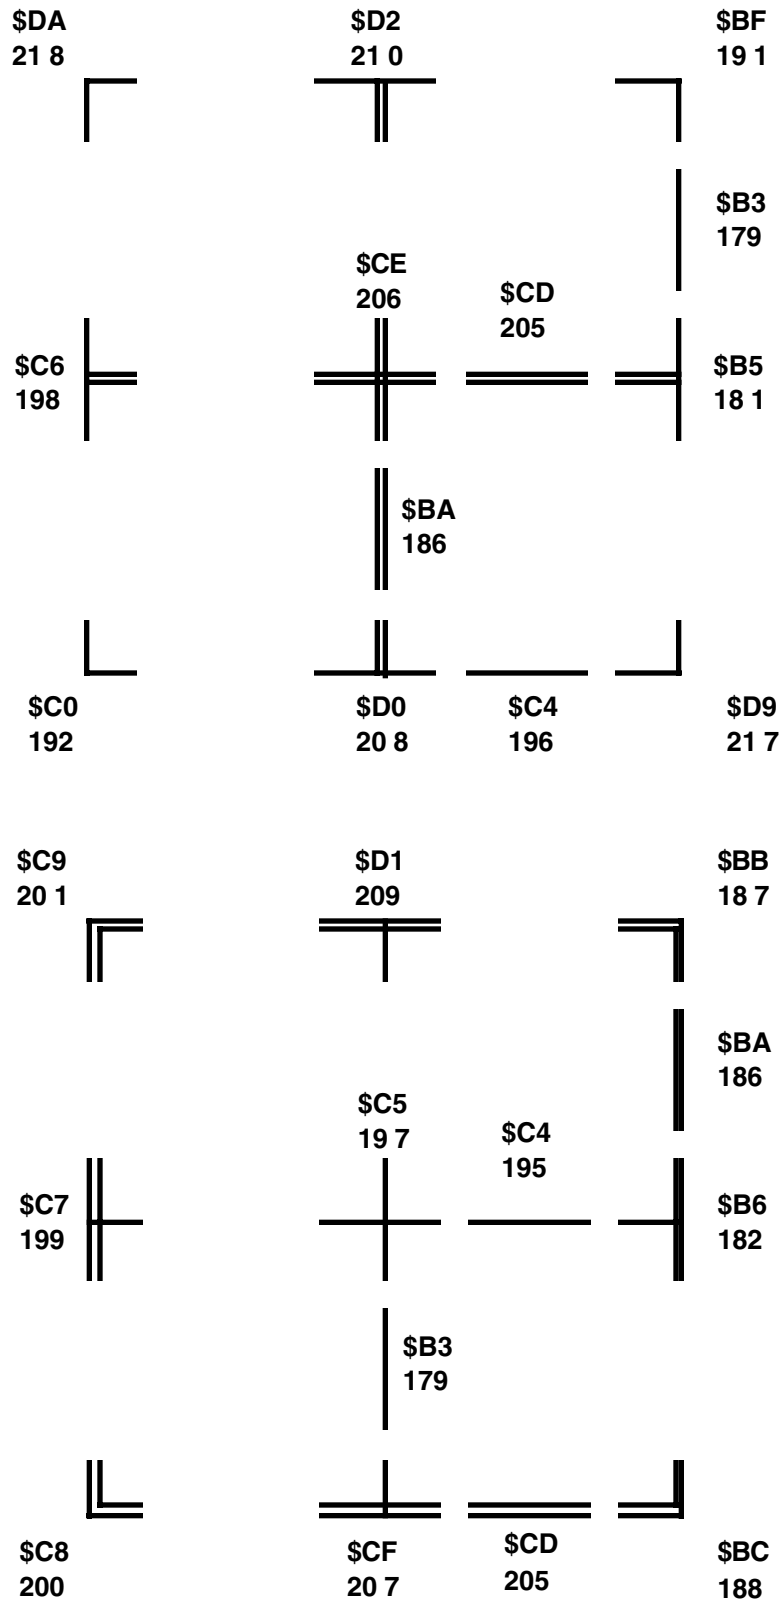 $DA
21 8
$D2
21 0
$BF
19 1
$B3
179
$CE
206
$CD
205
$C6
198
$B5
18 1
$BA
186
$C0
192
$D0
20 8
$C4
196
$D9
21 7
$C9
20 1
$D1
209
$BB
18 7
$BA
186
$C5
19 7
$C4
195
$C7
199
$B6
182
$B3
179
$C8
200
$CF
20 7
$CD
205
$BC
188